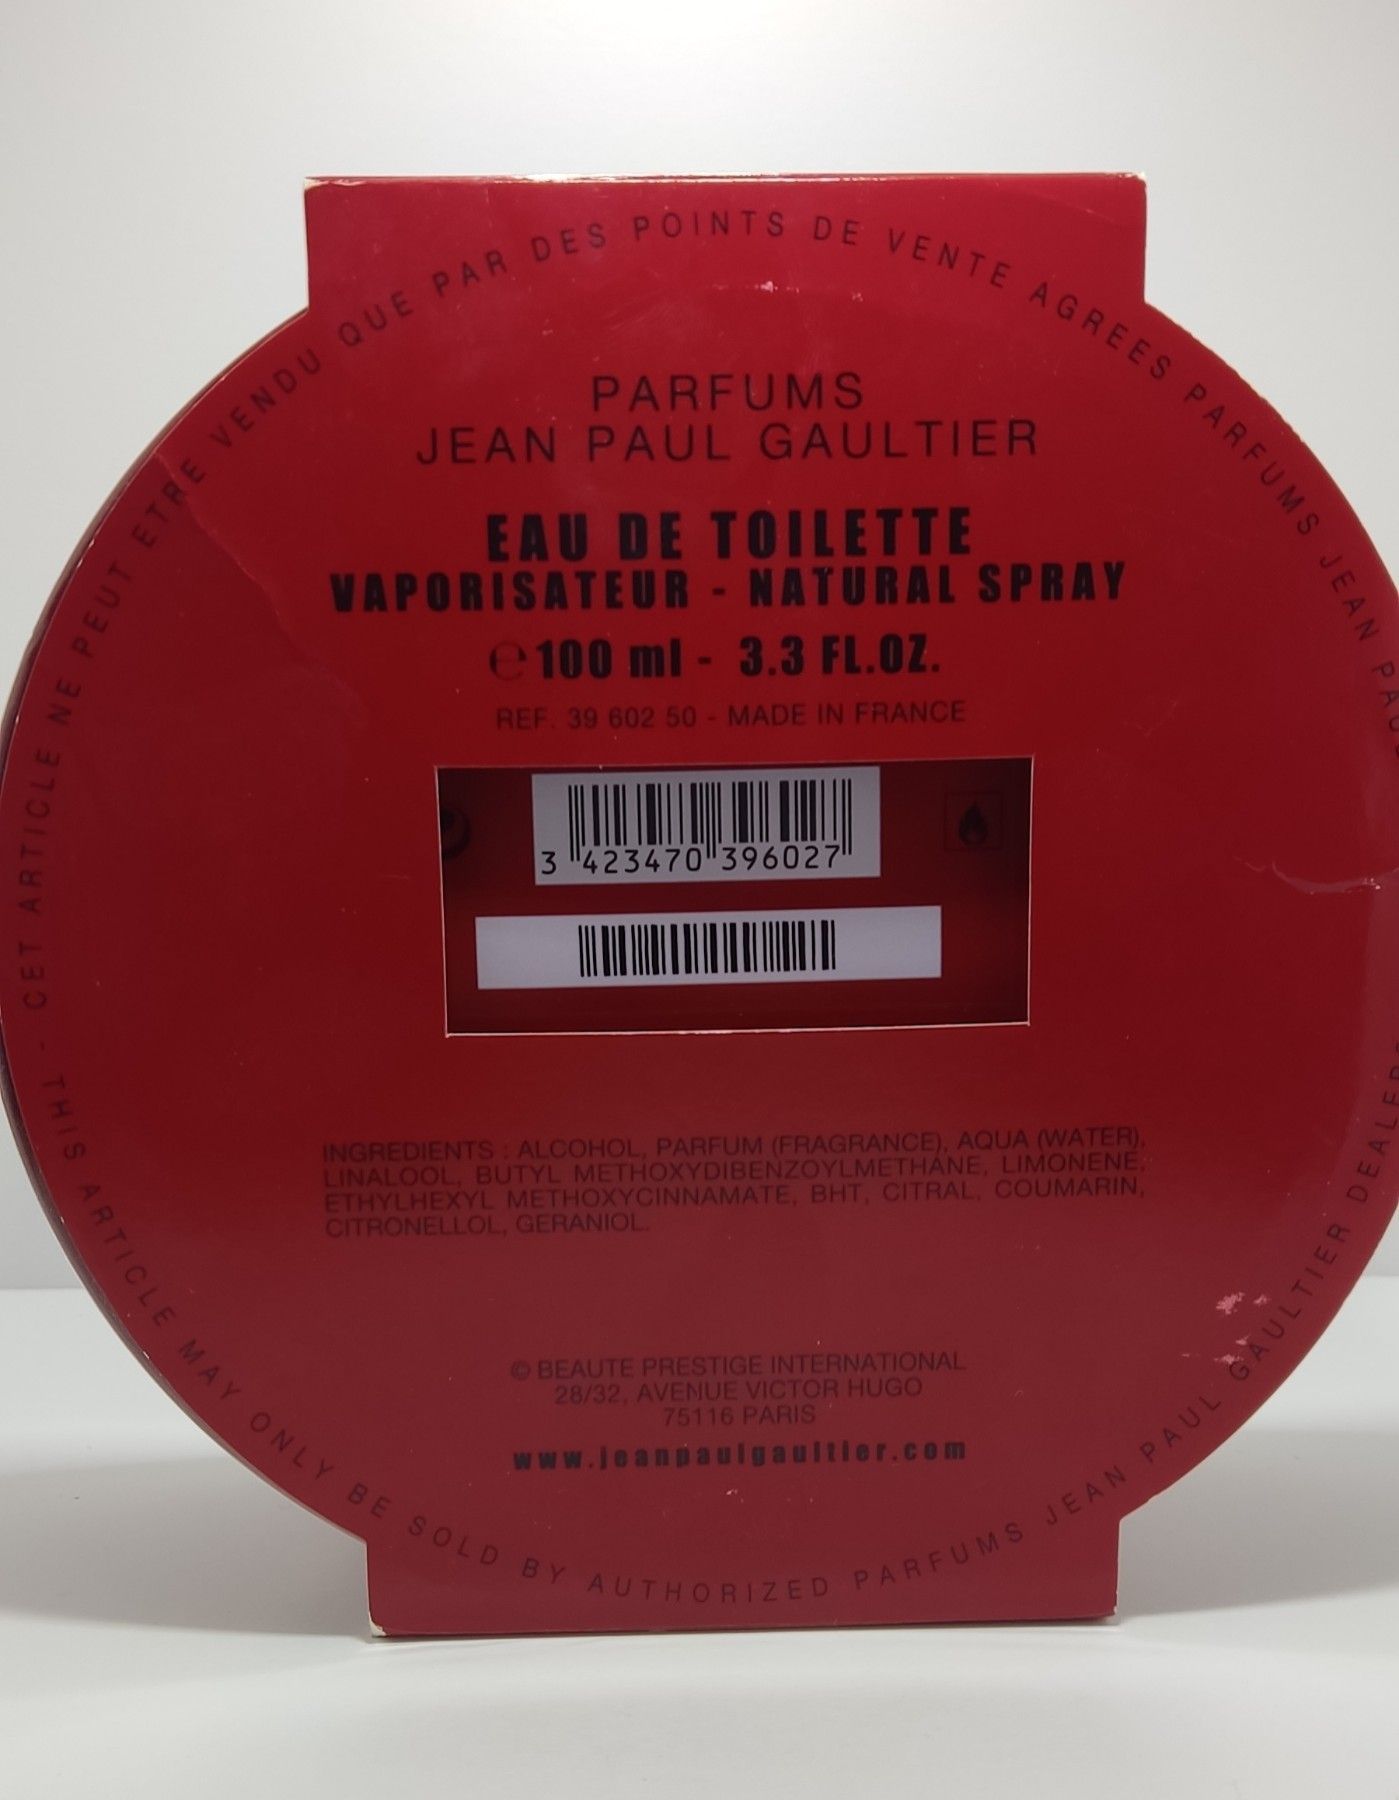 - CET ARTICLE NE PEUT ETRE VENDU QUE PAR DES POINTS DE VENTE AGREES PARFUMS JEAN PAU
PARFUMS
JEAN PAUL GAULTIER
EAU DE TOILETTE
VAPORISATEUR - NATURAL SPRAY
℮ 100 ml - 3.3 FL.OZ.
REF. 39 602 50 - MADE IN FRANCE
3 423470 396027
INGREDIENTS : ALCOHOL, PARFUM (FRAGRANCE), AQUA (WATER),
LINALOOL, BUTYL METHOXYDIBENZOYLMETHANE, LIMONENE,
ETHYLHEXYL METHOXYCINNAMATE, BHT, CITRAL, COUMARIN,
CITRONELLOL, GERANIOL.
© BEAUTE PRESTIGE INTERNATIONAL
28/32, AVENUE VICTOR HUGO
75116 PARIS
www.jeanpaulgaultier.com
THIS ARTICLE MAY ONLY BE SOLD BY AUTHORIZED PARFUMS JEAN PAUL GAULTIER DEALERS